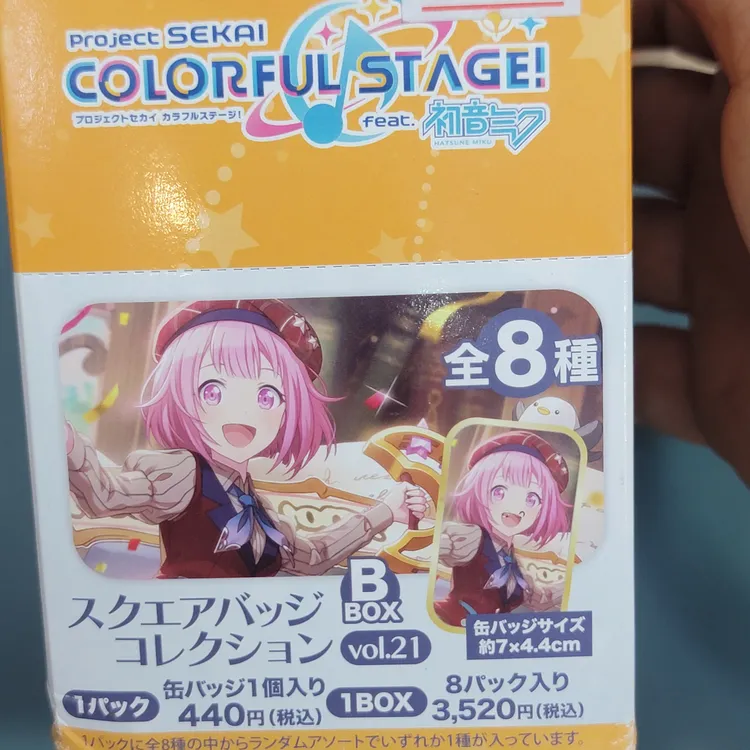 Project SEKAI
COLORFUL STAGE!
プロジェクトセカイ カラフルステージ!
feat. 初音ミク
HATSUNE MIKU
全8種
スクエアバッジ
コレクション
B
BOX
vol.21
缶バッジサイズ
約7×4.4cm
1パック 缶バッジ1個入り 440円(税込)
1BOX 8パック入り 3,520円(税込)
1パックに全8種の中からランダムアソートでいずれか1種が入っています。